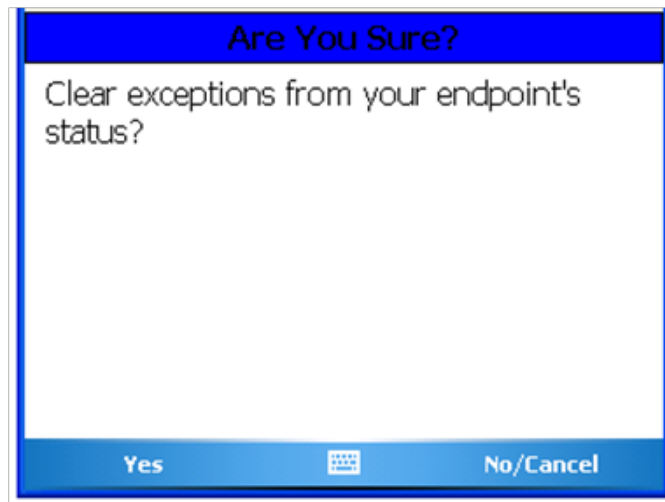 Are You Sure?
Clear exceptions from your endpoint's
status?
Yes
No/Cancel